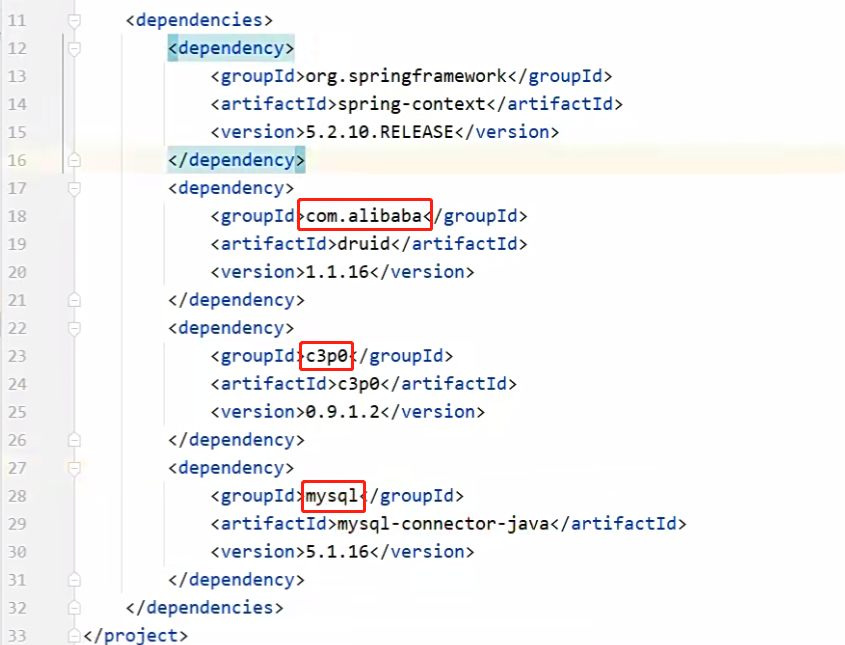 11 <dependencies>
12 <dependency>
13 <groupId>org.springframework</groupId>
14 <artifactId>spring-context</artifactId>
15 <version>5.2.10.RELEASE</version>
16 </dependency>
17 <dependency>
18 <groupId>com.alibaba</groupId>
19 <artifactId>druid</artifactId>
20 <version>1.1.16</version>
21 </dependency>
22 <dependency>
23 <groupId>c3p0</groupId>
24 <artifactId>c3p0</artifactId>
25 <version>0.9.1.2</version>
26 </dependency>
27 <dependency>
28 <groupId>mysql</groupId>
29 <artifactId>mysql-connector-java</artifactId>
30 <version>5.1.16</version>
31 </dependency>
32 </dependencies>
33 </project>